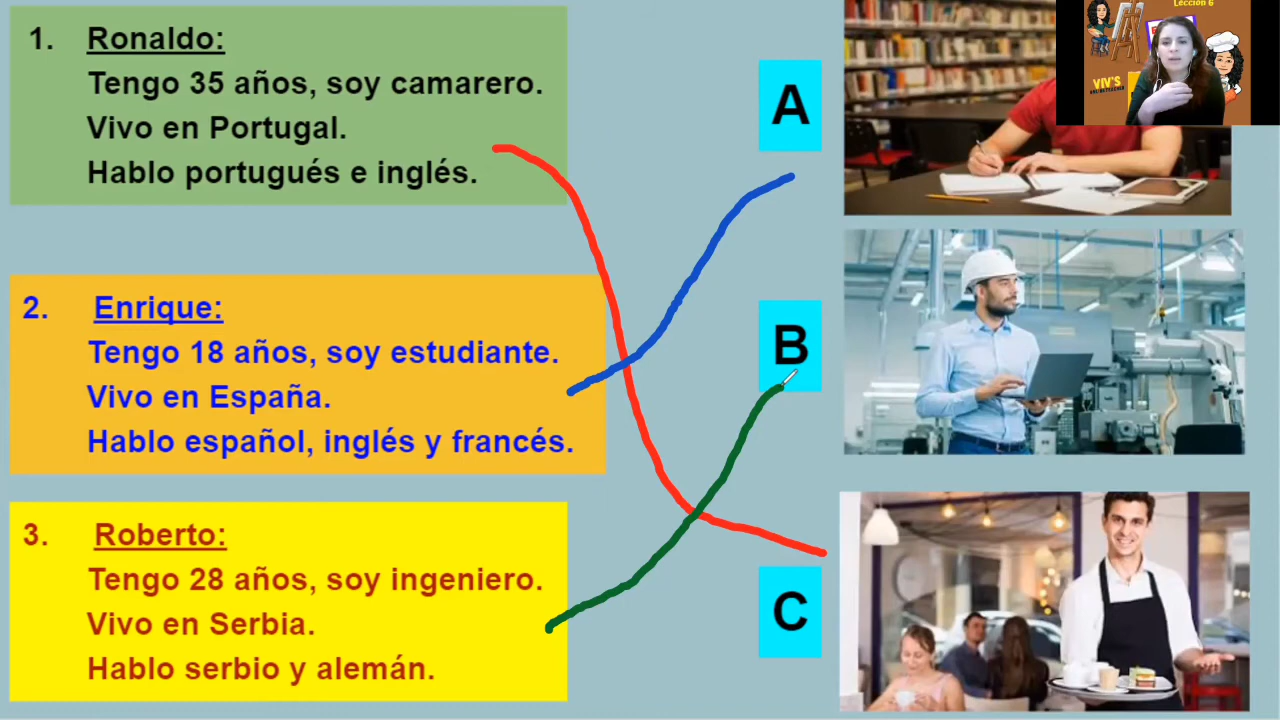 1. Ronaldo:
Tengo 35 años, soy camarero.
Vivo en Portugal.
Hablo portugués e inglés.
2. Enrique:
Tengo 18 años, soy estudiante.
Vivo en España.
Hablo español, inglés y francés.
3. Roberto:
Tengo 28 años, soy ingeniero.
Vivo en Serbia.
Hablo serbio y alemán.
A
B
C
Lección 6
VIV'S